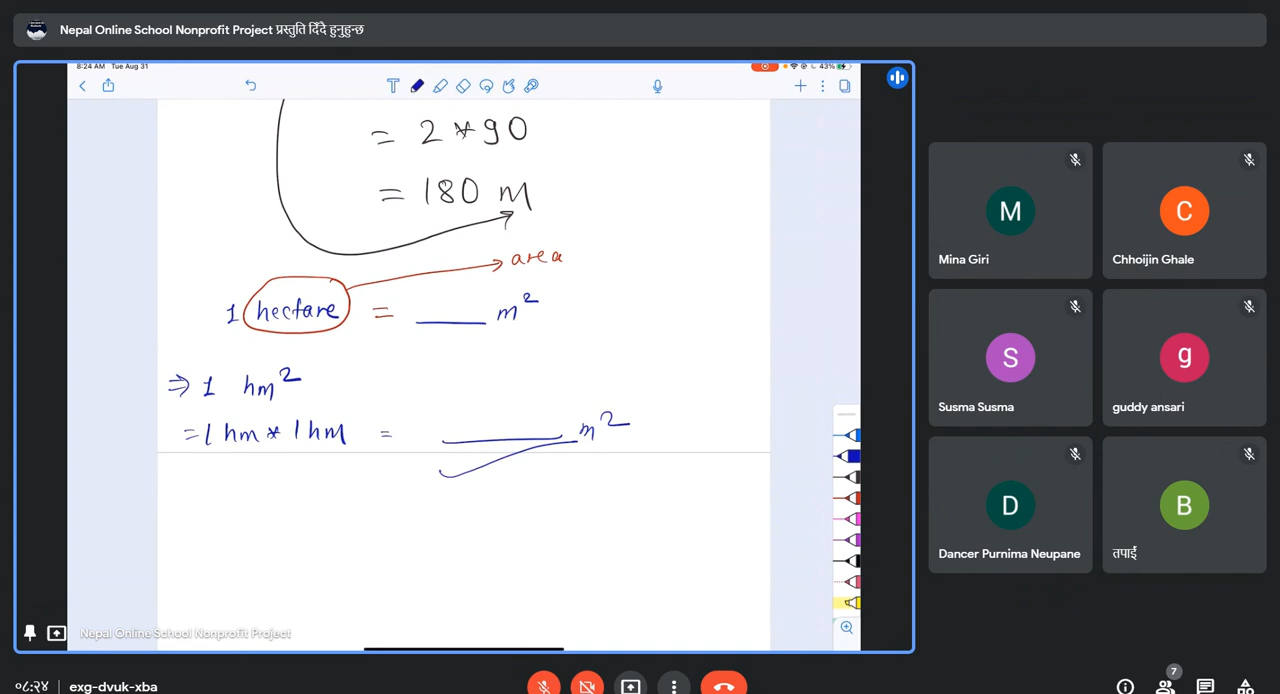 Nepal Online School Nonprofit Project प्रस्तुति दिँदै हुनुहुन्छ
8:24 AM Tue Aug 31
43%
= 2 * 90
= 180 m
area
1 hectare = ___ m²
⇒ 1 hm²
= 1 hm * 1 hm = ___ m²
Nepal Online School Nonprofit Project
M
Mina Giri
C
Chhoijin Ghale
S
Susma Susma
g
guddy ansari
D
Dancer Purnima Neupane
B
तपाईं
०८:२४ | exg-dvuk-xba
7